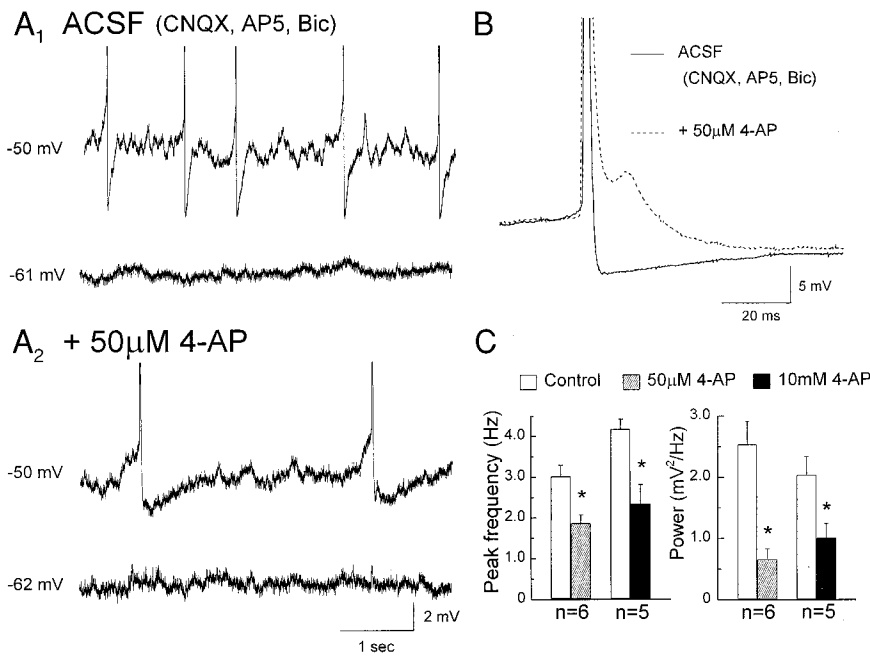 A1 ACSF (CNQX, AP5, Bic)
-50 mV
-61 mV
A2 + 50µM 4-AP
-50 mV
-62 mV
2 mV
1 sec
B
ACSF
(CNQX, AP5, Bic)
+ 50µM 4-AP
5 mV
20 ms
C
Control 50µM 4-AP 10mM 4-AP
Peak frequency (Hz)
4.0
3.0
2.0
1.0
0
* *
n=6 n=5
Power (mV²/Hz)
3.0
2.0
1.0
0
* *
n=6 n=5